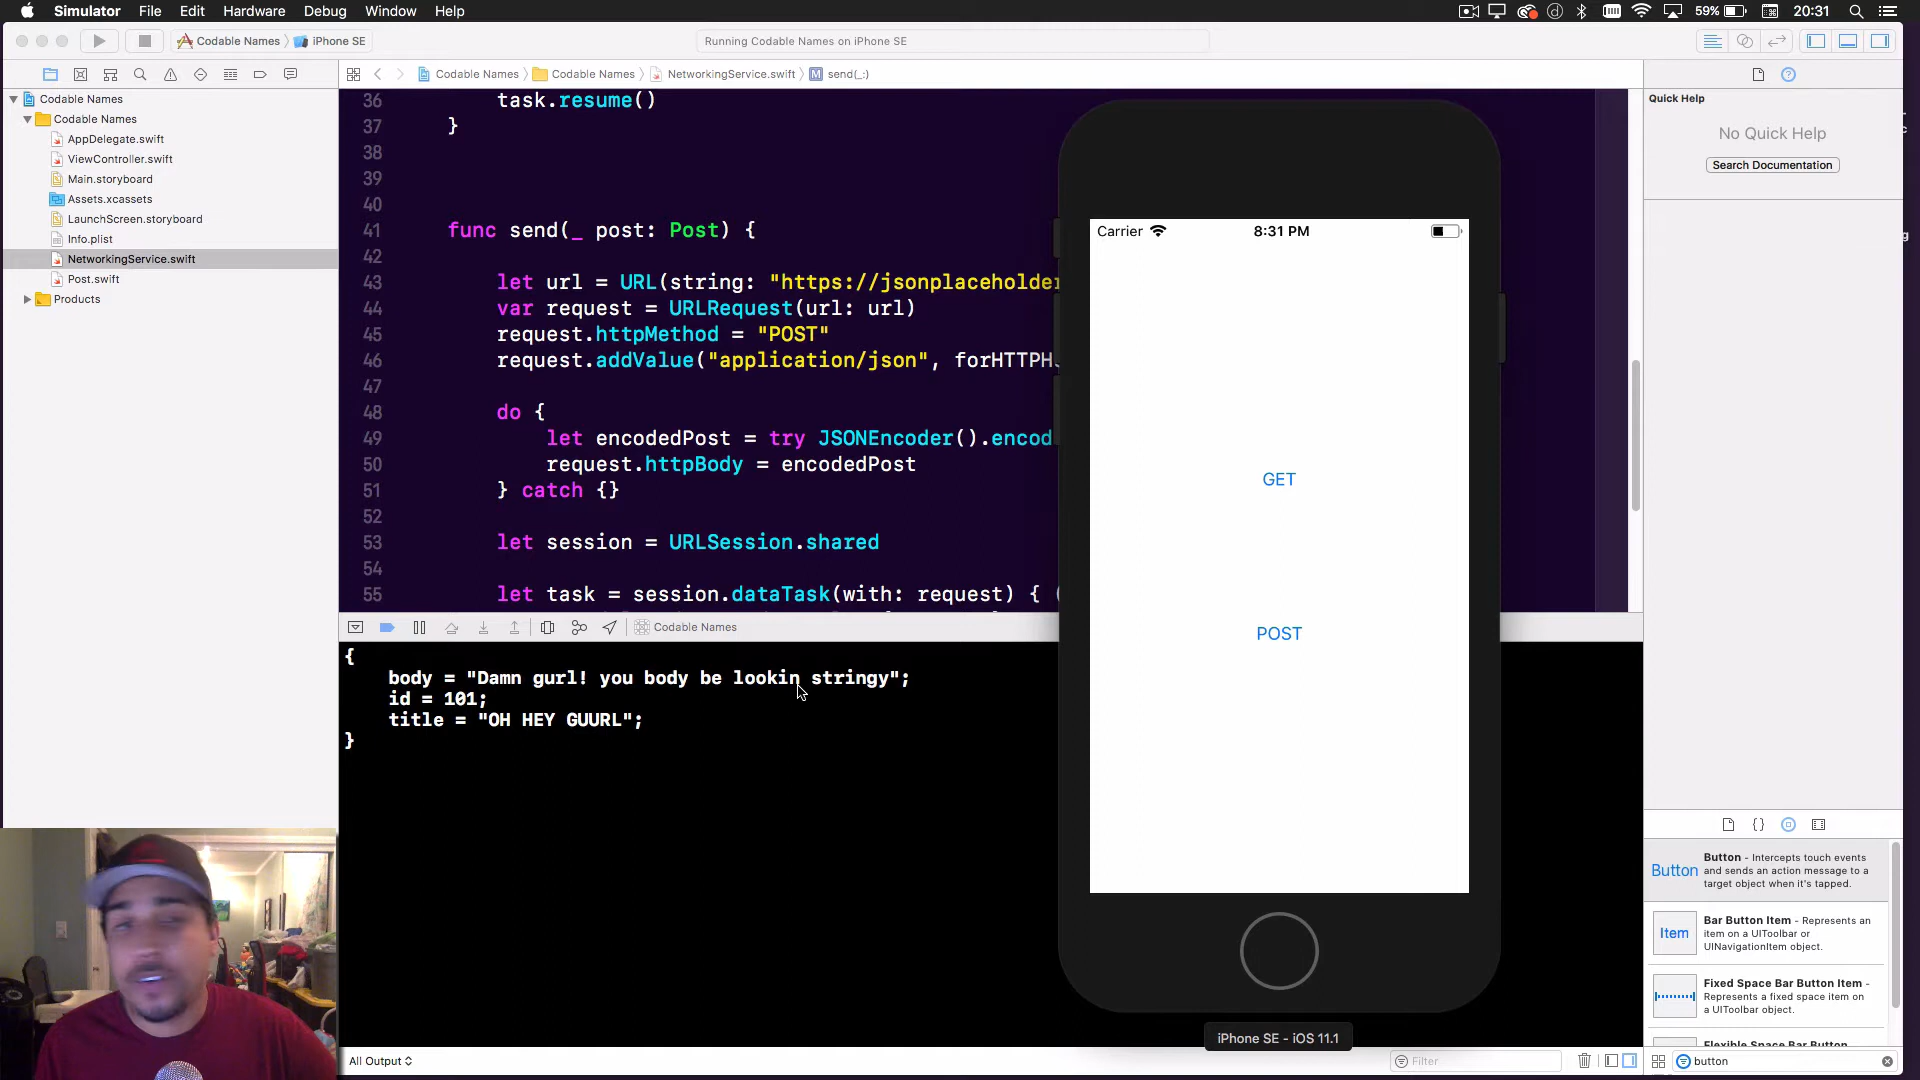 Simulator File Edit Hardware Debug Window Help 59% 20:31
Codable Names iPhone SE Running Codable Names on iPhone SE
Codable Names Codable Names NetworkingService.swift M send(_:)
Codable Names
Codable Names
AppDelegate.swift
ViewController.swift
Main.storyboard
Assets.xcassets
LaunchScreen.storyboard
Info.plist
NetworkingService.swift
Post.swift
Products
36 task.resume()
37 }
38
39
40
41 func send(_ post: Post) {
42
43 let url = URL(string: "https://jsonplaceholder
44 var request = URLRequest(url: url)
45 request.httpMethod = "POST"
46 request.addValue("application/json", forHTTPH
47
48 do {
49 let encodedPost = try JSONEncoder().encod
50 request.httpBody = encodedPost
51 } catch {}
52
53 let session = URLSession.shared
54
55 let task = session.dataTask(with: request) { (
Codable Names
{
body = "Damn gurl! you body be lookin stringy";
id = 101;
title = "OH HEY GUURL";
}
All Output
Filter
Carrier 8:31 PM
GET
POST
iPhone SE - iOS 11.1
Quick Help
No Quick Help
Search Documentation
Button
Button - Intercepts touch events
and sends an action message to a
target object when it's tapped.
Item
Bar Button Item - Represents an
item on a UIToolbar or
UINavigationItem object.
Fixed Space Bar Button Item -
Represents a fixed space item on
a UIToolbar object.
Flexible Space Bar Button
button